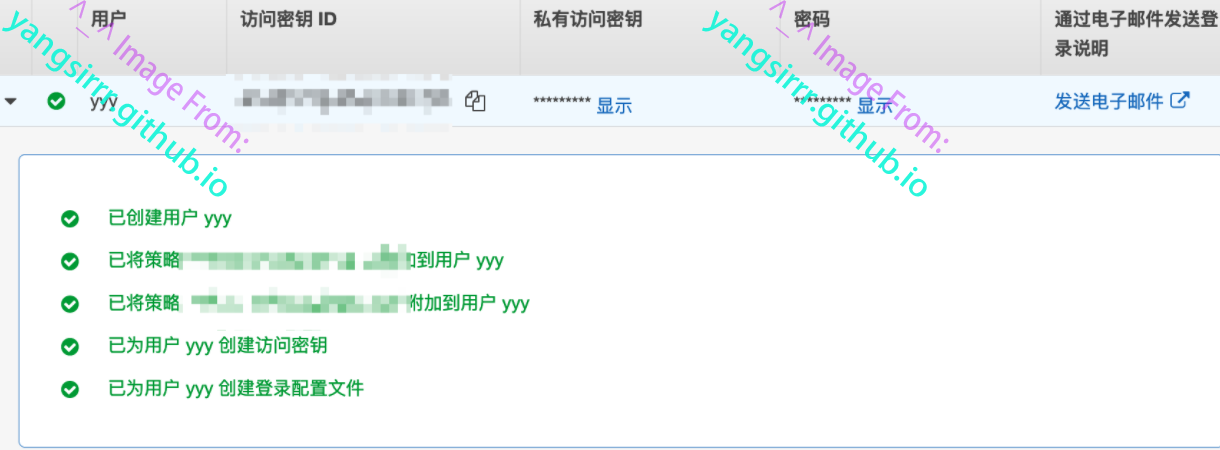 用户 访问密钥 ID 私有访问密钥 密码 通过电子邮件发送登
录说明
yyy ********* 显示 ********* 显示 发送电子邮件
^_^ Image From:
yangsirrr.github.io
^_^ Image From:
yangsirrr.github.io
已创建用户 yyy
已将策略 加到用户 yyy
已将策略 附加到用户 yyy
已为用户 yyy 创建访问密钥
已为用户 yyy 创建登录配置文件